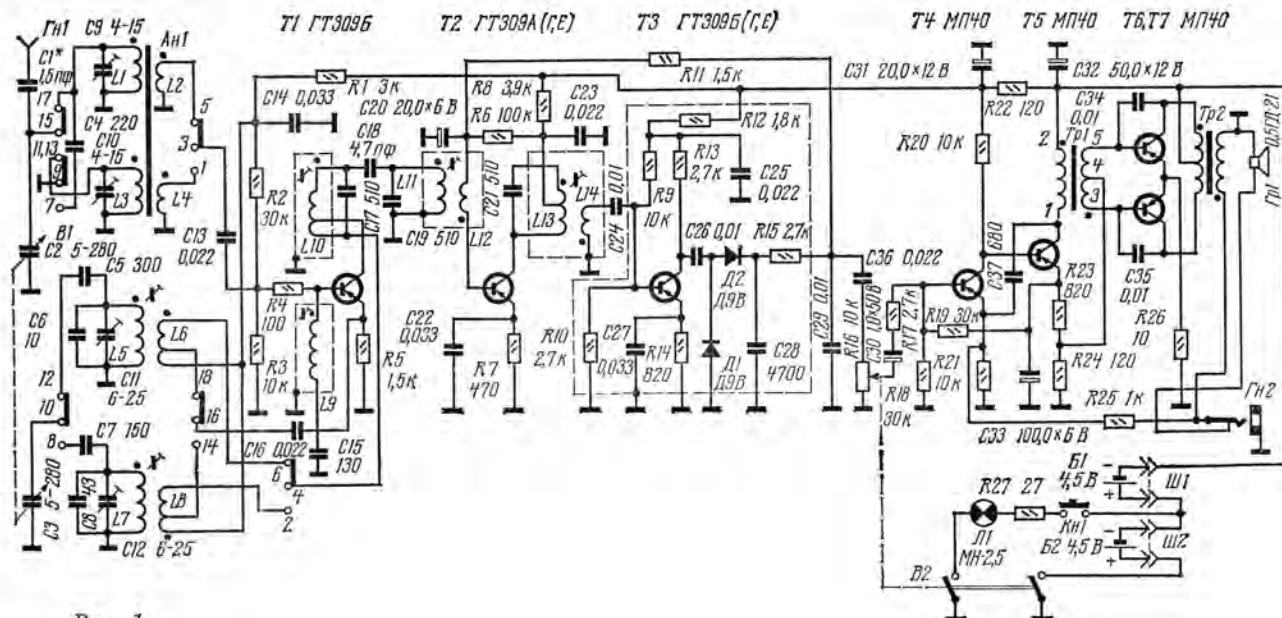 Т1 ГТ309Б
Т2 ГТ309А (Г,Е)
Т3 ГТ309Б (Г,Е)
Т4 МП40
Т5 МП40
Т6,Т7 МП40
Гн1
С1*
1,5 пф
17
15
11,13
9
7
С9 4-15
L1
С4 220
С10
4-15
L3
Ан1
L2
5
3
1
L4
В1
С2
5-280
С5 300
С6
10
L5
С11
6-25
L6
12
10
8
С7 150
С3
5-280
С8
43
L7
С12
6-25
L8
18
16
14
С13
0,022
R1 3к
С14 0,033
R2
30к
R3
10к
R4
100
L9
L10
С15
130
С16
0,022
6
4
2
R5
1,5к
С17 510
С18
4,7 пф
С19 510
L11
L12
С20 20,0×6 В
R6 100к
R8 3,9к
С21 510
L13
L14
С22
0,033
R7
470
С23
0,022
С24 0,01
R9
10к
R10
2,7к
R11 1,5к
R12 1,8к
R13
2,7к
С25
0,022
С26 0,01
С27
0,033
R14
820
Д1
Д9В
Д2
Д9В
R15 2,7к
С28
4700
С29 0,01
С36 0,022
R16 10к
С30 1,0×50В
R17 2,7к
R18
30к
R19 30к
С31 20,0×12 В
R20 10к
R21
10к
R22 120
С37
680
R23
820
R24 120
С33 100,0×6 В
R25 1к
С32 50,0×12 В
2
Тр1
1
5
4
3
С34
0,01
С35
0,01
R26
10
Тр2
Гр1
0,5ГД-21
Гн2
Б1
4,5 В
-
+
Ш1
R27 27
Л1
МН-2,5
Кн1
Б2 4,5 В
-
+
Ш2
В2